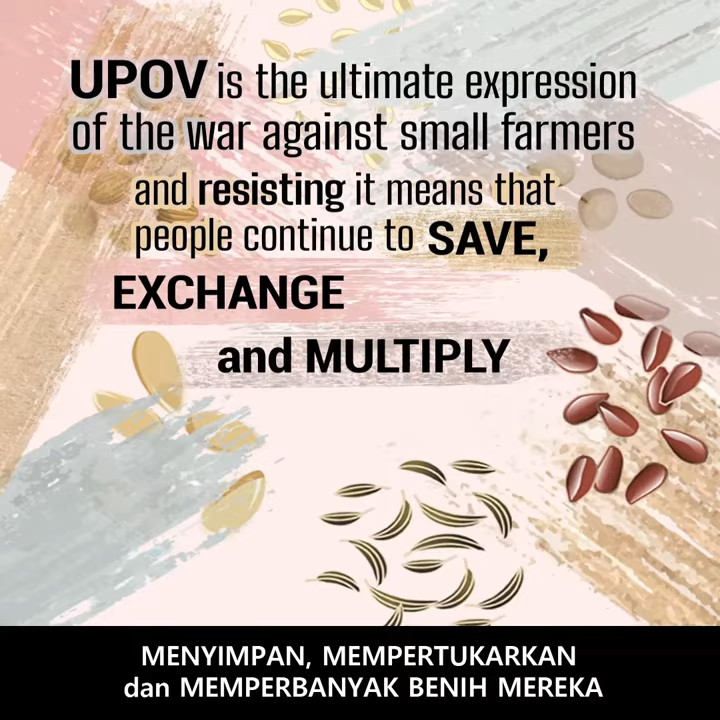 UPOV is the ultimate expression
of the war against small farmers
and resisting it means that
people continue to SAVE,
EXCHANGE
and MULTIPLY
MENYIMPAN, MEMPERTUKARKAN
dan MEMPERBANYAK BENIH MEREKA